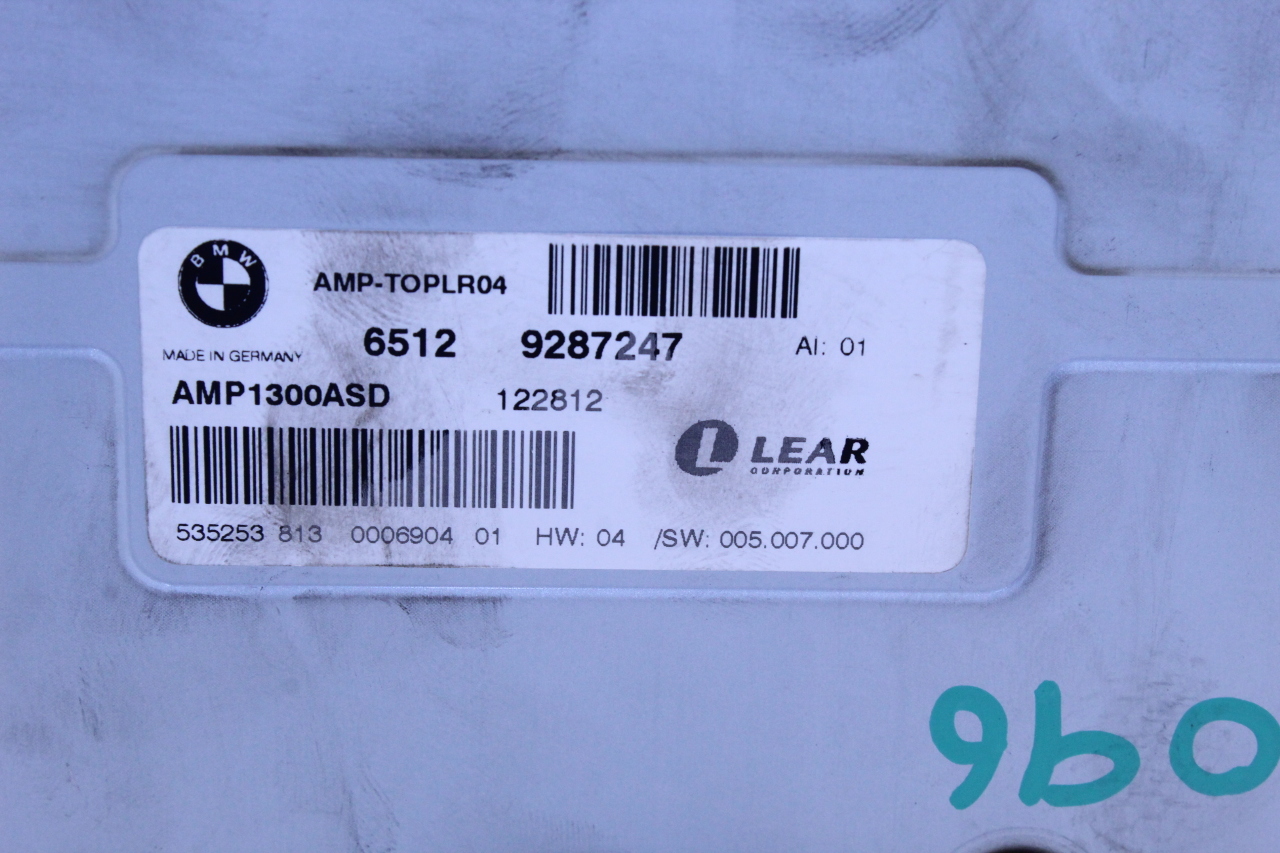 BMW
AMP-TOPLR04
6512 9287247 AI: 01
MADE IN GERMANY
AMP1300ASD 122812
L LEAR
CORPORATION
535253 813 0006904 01 HW: 04 /SW: 005.007.000
9b0